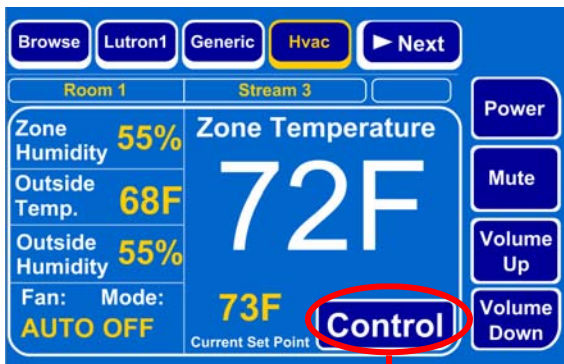 Browse
Lutron1
Generic
Hvac
Next
Room 1
Stream 3
Power
Mute
Volume
Up
Volume
Down
Zone
Humidity
55%
Outside
Temp.
68F
Outside
Humidity
55%
Fan: Mode:
AUTO OFF
Zone Temperature
72F
73F
Current Set Point
Control